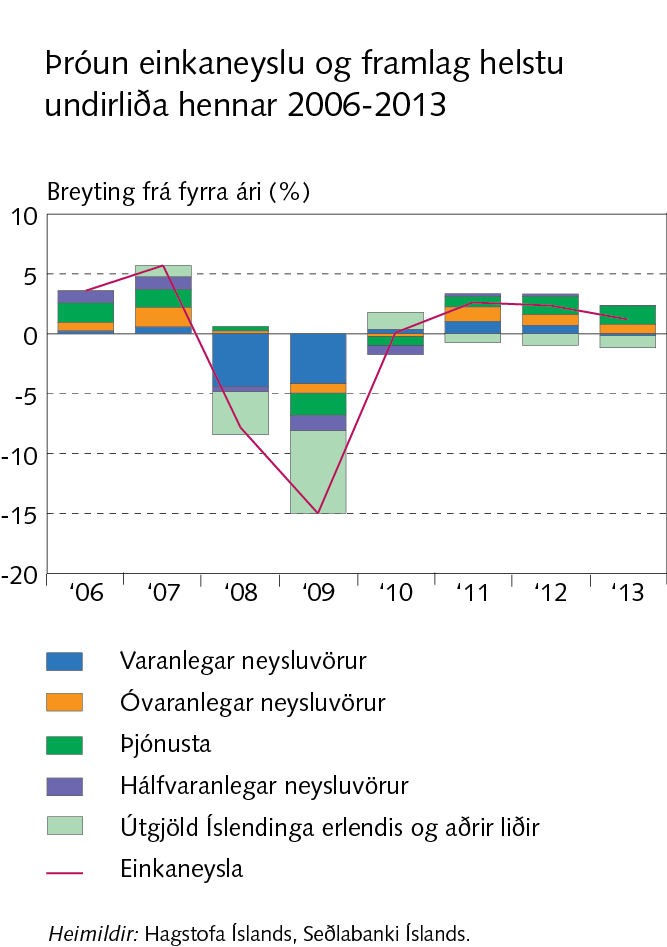 Þróun einkaneyslu og framlag helstu
undirliða hennar 2006-2013
Breyting frá fyrra ári (%)
10
5
0
-5
-10
-15
-20
‘06 ‘07 ‘08 ‘09 ‘10 ‘11 ‘12 ‘13
Varanlegar neysluvörur
Óvaranlegar neysluvörur
Þjónusta
Hálfvaranlegar neysluvörur
Útgjöld Íslendinga erlendis og aðrir liðir
Einkaneysla
Heimildir: Hagstofa Íslands, Seðlabanki Íslands.